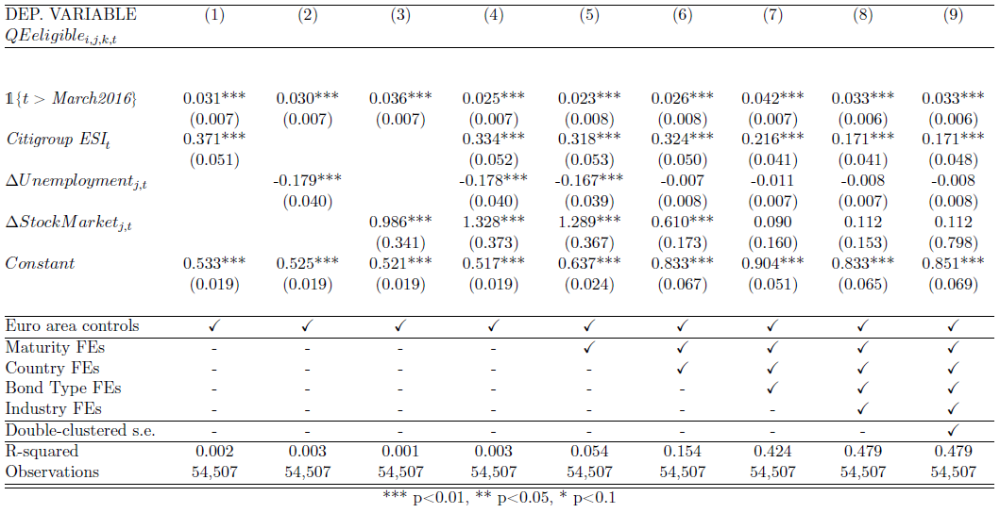 DEP. VARIABLE (1) (2) (3) (4) (5) (6) (7) (8) (9)
QEeligible_{i,j,k,t}
𝟙{t > March2016} 0.031*** 0.030*** 0.036*** 0.025*** 0.023*** 0.026*** 0.042*** 0.033*** 0.033***
(0.007) (0.007) (0.007) (0.007) (0.008) (0.008) (0.007) (0.006) (0.006)
Citigroup ESI_t 0.371*** 0.334*** 0.318*** 0.324*** 0.216*** 0.171*** 0.171***
(0.051) (0.052) (0.053) (0.050) (0.041) (0.041) (0.048)
ΔUnemployment_{j,t} -0.179*** -0.178*** -0.167*** -0.007 -0.011 -0.008 -0.008
(0.040) (0.040) (0.039) (0.008) (0.007) (0.007) (0.008)
ΔStockMarket_{j,t} 0.986*** 1.328*** 1.289*** 0.610*** 0.090 0.112 0.112
(0.341) (0.373) (0.367) (0.173) (0.160) (0.153) (0.798)
Constant 0.533*** 0.525*** 0.521*** 0.517*** 0.637*** 0.833*** 0.904*** 0.833*** 0.851***
(0.019) (0.019) (0.019) (0.019) (0.024) (0.067) (0.051) (0.065) (0.069)
Euro area controls ✓ ✓ ✓ ✓ ✓ ✓ ✓ ✓ ✓
Maturity FEs - - - - ✓ ✓ ✓ ✓ ✓
Country FEs - - - - - ✓ ✓ ✓ ✓
Bond Type FEs - - - - - - ✓ ✓ ✓
Industry FEs - - - - - - - ✓ ✓
Double-clustered s.e. - - - - - - - - ✓
R-squared 0.002 0.003 0.001 0.003 0.054 0.154 0.424 0.479 0.479
Observations 54,507 54,507 54,507 54,507 54,507 54,507 54,507 54,507 54,507
*** p<0.01, ** p<0.05, * p<0.1